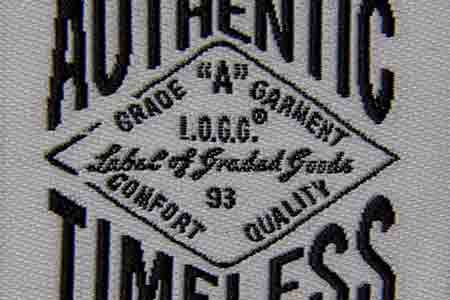 AUTHENTIC
GRADE "A" GARMENT
L.O.G.G.®
Label of Graded Goods
93
COMFORT QUALITY
TIMELESS